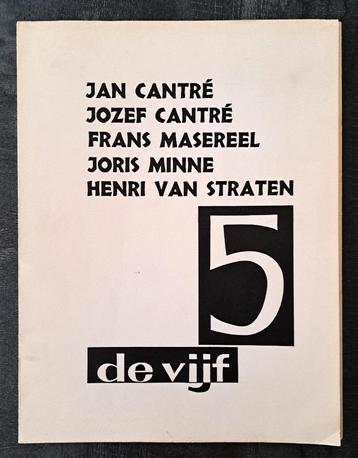 JAN CANTRÉ
JOZEF CANTRÉ
FRANS MASEREEL
JORIS MINNE
HENRI VAN STRATEN
5
de vijf